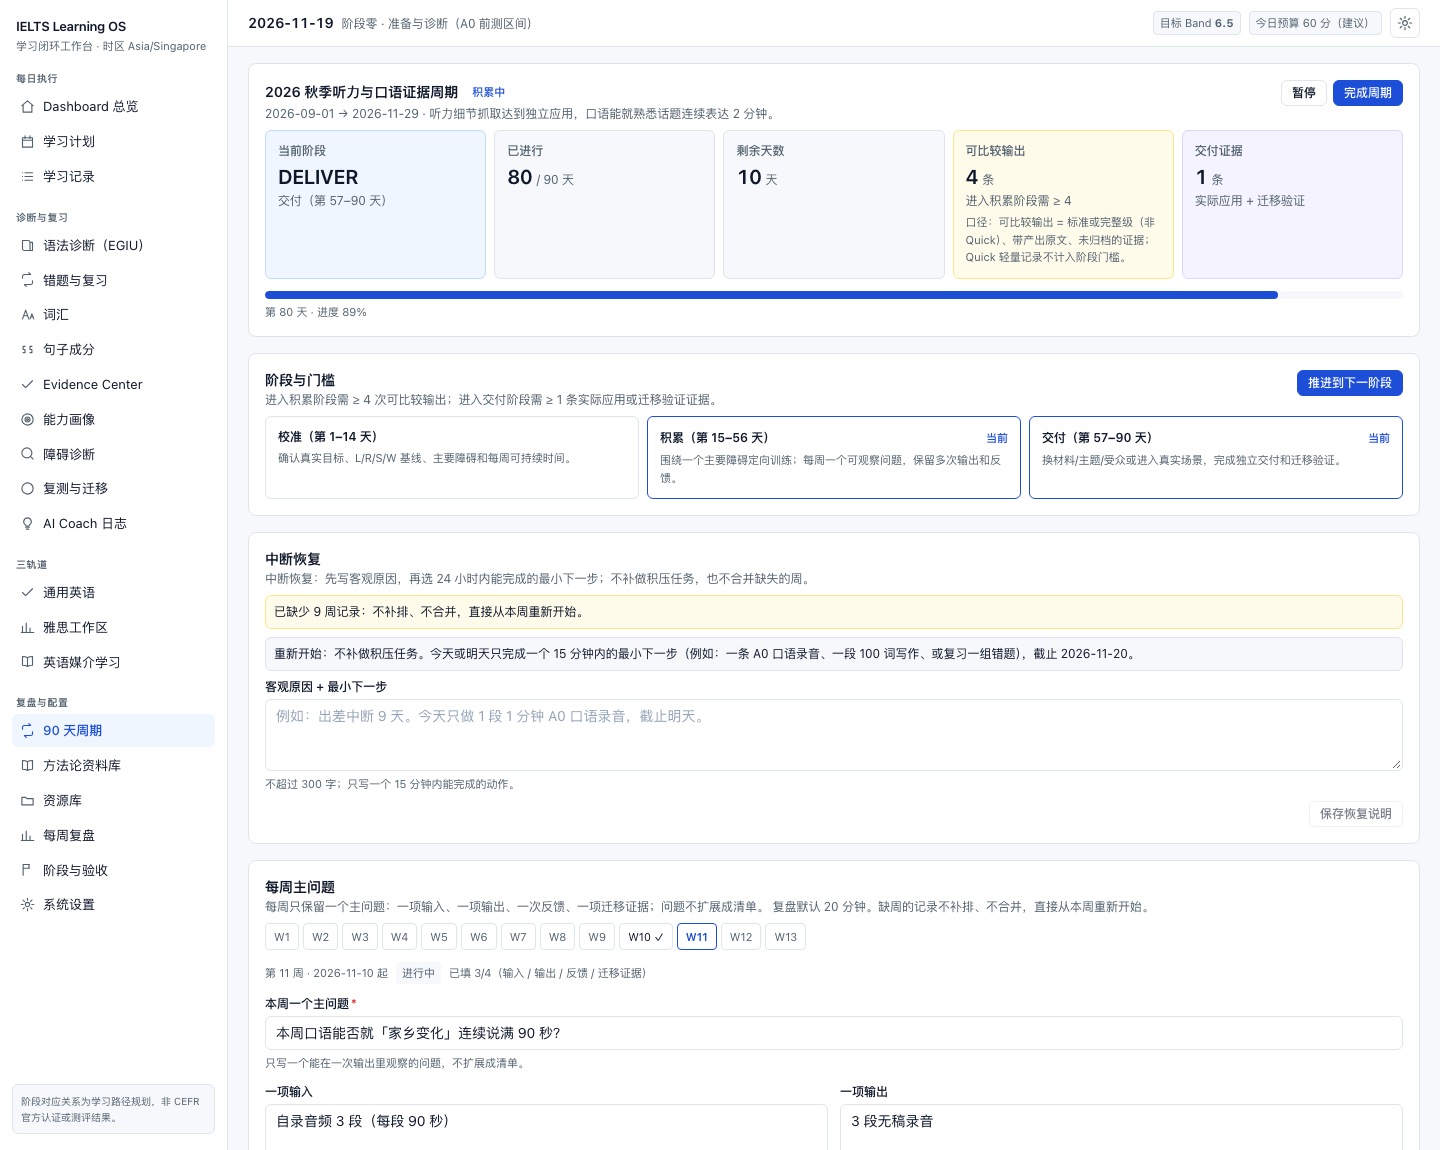 IELTS Learning OS
学习闭环工作台 · 时区 Asia/Singapore
每日执行
Dashboard 总览
学习计划
学习记录
诊断与复习
语法诊断（EGIU）
错题与复习
词汇
句子成分
Evidence Center
能力画像
障碍诊断
复测与迁移
AI Coach 日志
三轨道
通用英语
雅思工作区
英语媒介学习
复盘与配置
90 天周期
方法论资料库
资源库
每周复盘
阶段与验收
系统设置
阶段对应关系为学习路径规划，非 CEFR
官方认证或测评结果。
2026-11-19 阶段零 · 准备与诊断（A0 前测区间）
目标 Band 6.5
今日预算 60 分（建议）
2026 秋季听力与口语证据周期 积累中
暂停
完成周期
2026-09-01 → 2026-11-29 · 听力细节抓取达到独立应用，口语能就熟悉话题连续表达 2 分钟。
当前阶段
DELIVER
交付（第 57–90 天）
已进行
80 / 90 天
剩余天数
10 天
可比较输出
4 条
进入积累阶段需 ≥ 4
口径：可比较输出 = 标准或完整级（非
Quick）、带产出原文、未归档的证据；
Quick 轻量记录不计入阶段门槛。
交付证据
1 条
实际应用 + 迁移验证
第 80 天 · 进度 89%
阶段与门槛
进入积累阶段需 ≥ 4 次可比较输出；进入交付阶段需 ≥ 1 条实际应用或迁移验证证据。
推进到下一阶段
校准（第 1–14 天）
确认真实目标、L/R/S/W 基线、主要障碍和每周可持续时间。
积累（第 15–56 天） 当前
围绕一个主要障碍定向训练；每周一个可观察问题，保留多次输出和反
馈。
交付（第 57–90 天） 当前
换材料/主题/受众或进入真实场景，完成独立交付和迁移验证。
中断恢复
中断恢复：先写客观原因，再选 24 小时内能完成的最小下一步；不补做积压任务，也不合并缺失的周。
已缺少 9 周记录：不补排、不合并，直接从本周重新开始。
重新开始：不补做积压任务。今天或明天只完成一个 15 分钟内的最小下一步（例如：一条 A0 口语录音、一段 100 词写作、或复习一组错题），截止 2026-11-20。
客观原因 + 最小下一步
例如：出差中断 9 天。今天只做 1 段 1 分钟 A0 口语录音，截止明天。
不超过 300 字；只写一个 15 分钟内能完成的动作。
保存恢复说明
每周主问题
每周只保留一个主问题：一项输入、一项输出、一次反馈、一项迁移证据；问题不扩展成清单。 复盘默认 20 分钟。缺周的记录不补排、不合并，直接从本周重新开始。
W1 W2 W3 W4 W5 W6 W7 W8 W9 W10 ✓ W11 W12 W13
第 11 周 · 2026-11-10 起 进行中 已填 3/4（输入 / 输出 / 反馈 / 迁移证据）
本周一个主问题 *
本周口语能否就「家乡变化」连续说满 90 秒？
只写一个能在一次输出里观察的问题，不扩展成清单。
一项输入
自录音频 3 段（每段 90 秒）
一项输出
3 段无稿录音